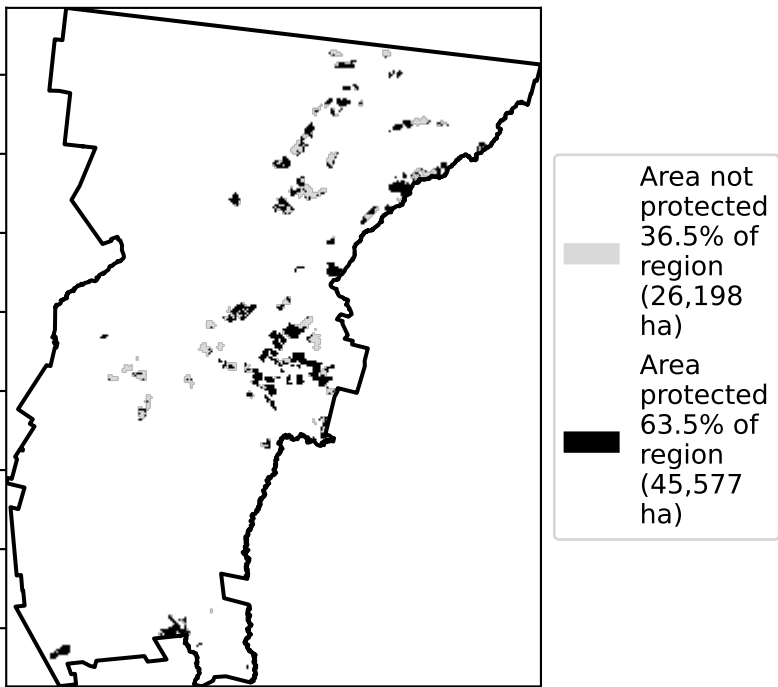 Area not
protected
36.5% of
region
(26,198
ha)
Area
protected
63.5% of
region
(45,577
ha)